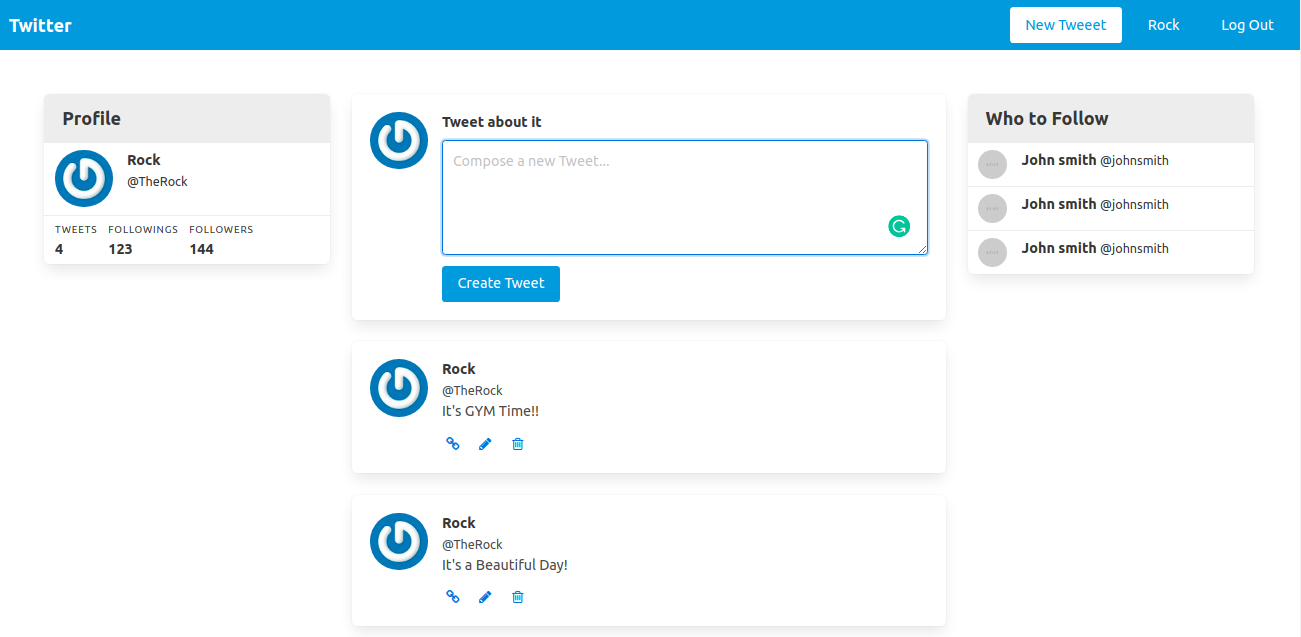 Twitter
New Tweeet
Rock
Log Out
Profile
Rock
@TheRock
TWEETS FOLLOWINGS FOLLOWERS
4 123 144
Tweet about it
Compose a new Tweet...
Create Tweet
Rock
@TheRock
It's GYM Time!!
Rock
@TheRock
It's a Beautiful Day!
Who to Follow
John smith @johnsmith
John smith @johnsmith
John smith @johnsmith